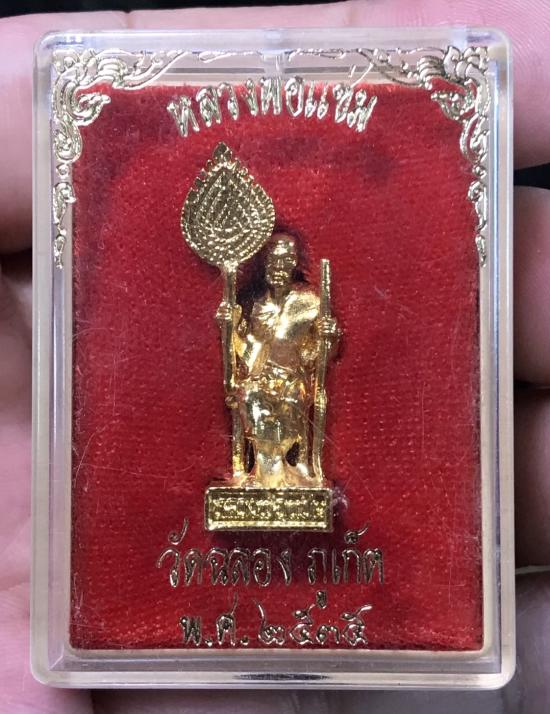 หลวงพ่อแช่ม
วัดฉลอง ภูเก็ต
พ.ศ. ๒๕๓๕